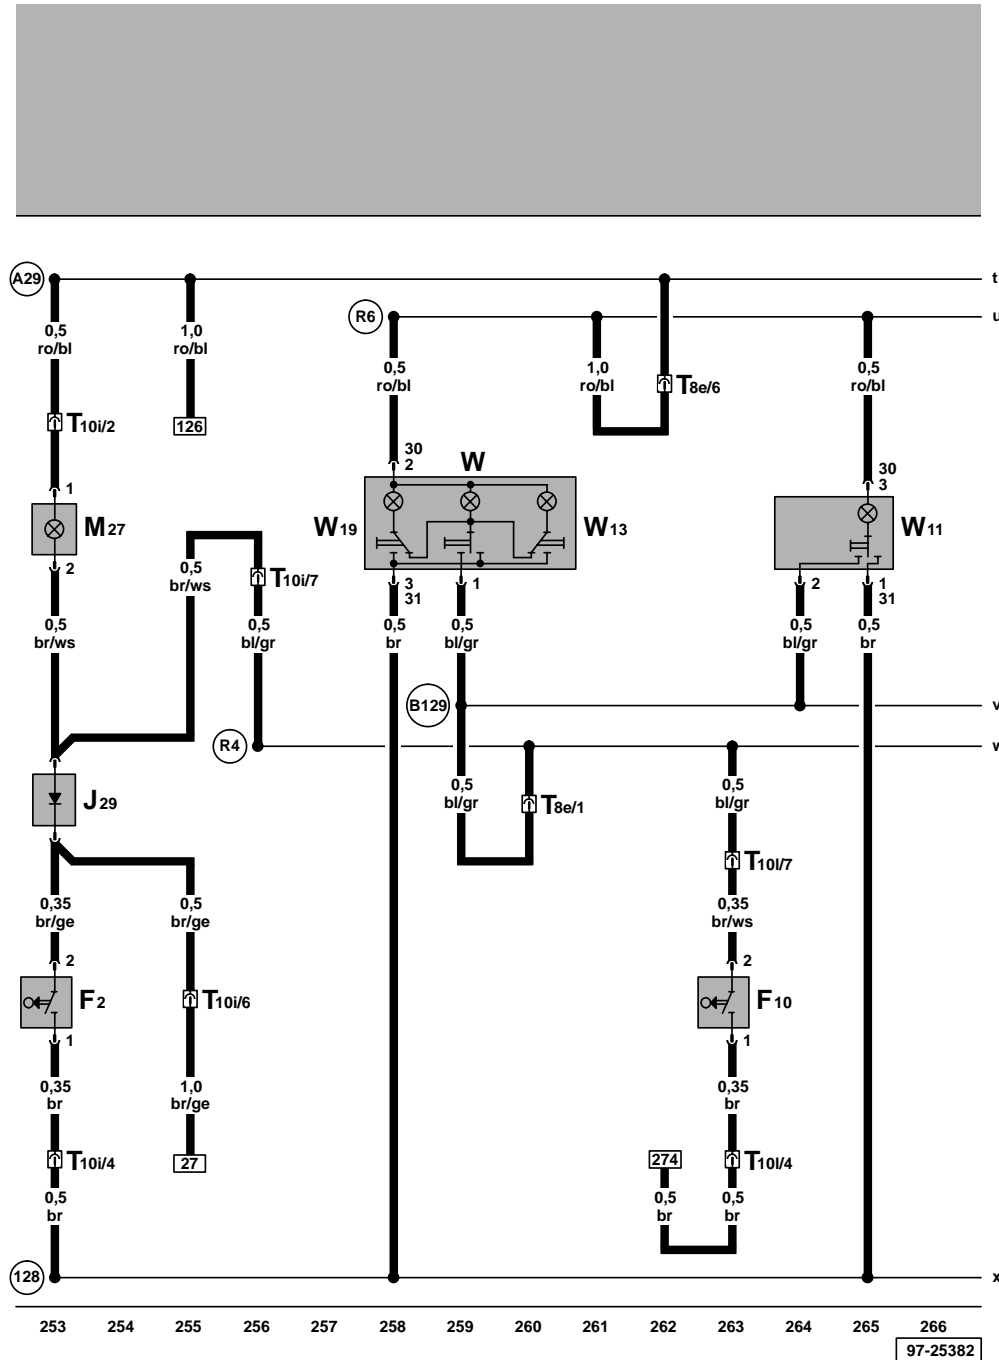 A29
t
R6
u
0,5
ro/bl
1,0
ro/bl
0,5
ro/bl
1,0
ro/bl
0,5
ro/bl
T8e/6
T10i/2
126
30
2
W
30
3
1
M27
W19
W13
W11
2
0,5
br/ws
T10i/7
3
31
1
2
1
31
0,5
br/ws
0,5
bl/gr
0,5
br
0,5
bl/gr
0,5
bl/gr
0,5
br
B129
v
R4
w
J29
0,5
bl/gr
T8e/1
0,5
bl/gr
T10l/7
0,35
br/ge
0,5
br/ge
0,35
br/ws
2
2
F2
T10i/6
F10
1
1
0,35
br
1,0
br/ge
0,35
br
T10i/4
27
274
T10l/4
0,5
br
0,5
br
0,5
br
128
x
253 254 255 256 257 258 259 260 261 262 263 264 265 266
97-25382